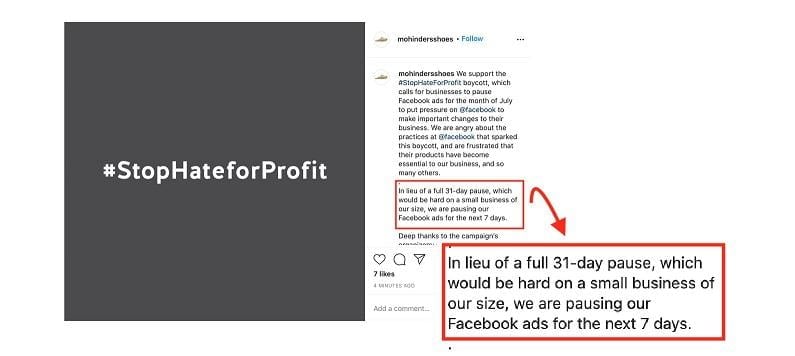 #StopHateforProfit
mohindersshoes • Follow
...
mohindersshoes We support the
#StopHateForProfit boycott, which
calls for businesses to pause
Facebook ads for the month of July
to put pressure on @facebook to
make important changes to their
business. We are angry about the
practices at @facebook that sparked
this boycott, and are frustrated that
their products have become
essential to our business, and so
many others.
.
In lieu of a full 31-day pause, which
would be hard on a small business of
our size, we are pausing our
Facebook ads for the next 7 days.
.
Deep thanks to the campaign's
7 likes
4 MINUTES AGO
Add a comment...
In lieu of a full 31-day pause, which
would be hard on a small business of
our size, we are pausing our
Facebook ads for the next 7 days.
.